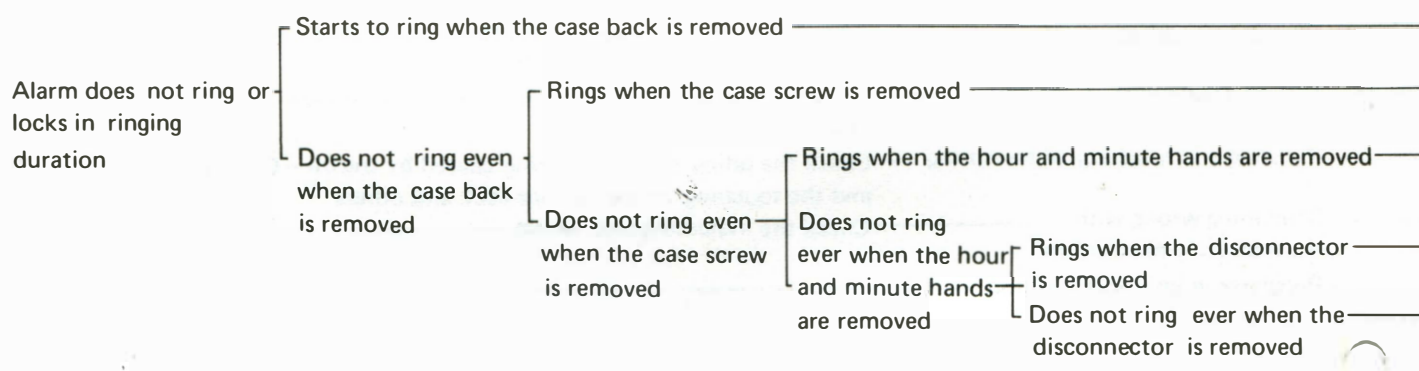 Starts to ring when the case back is removed
Alarm does not ring or
locks in ringing
duration
Rings when the case screw is removed
Does not ring even
when the case back
is removed
Rings when the hour and minute hands are removed
Does not ring even
when the case screw
is removed
Does not ring
ever when the hour
and minute hands
are removed
Rings when the disconnector
is removed
Does not ring ever when the
disconnector is removed